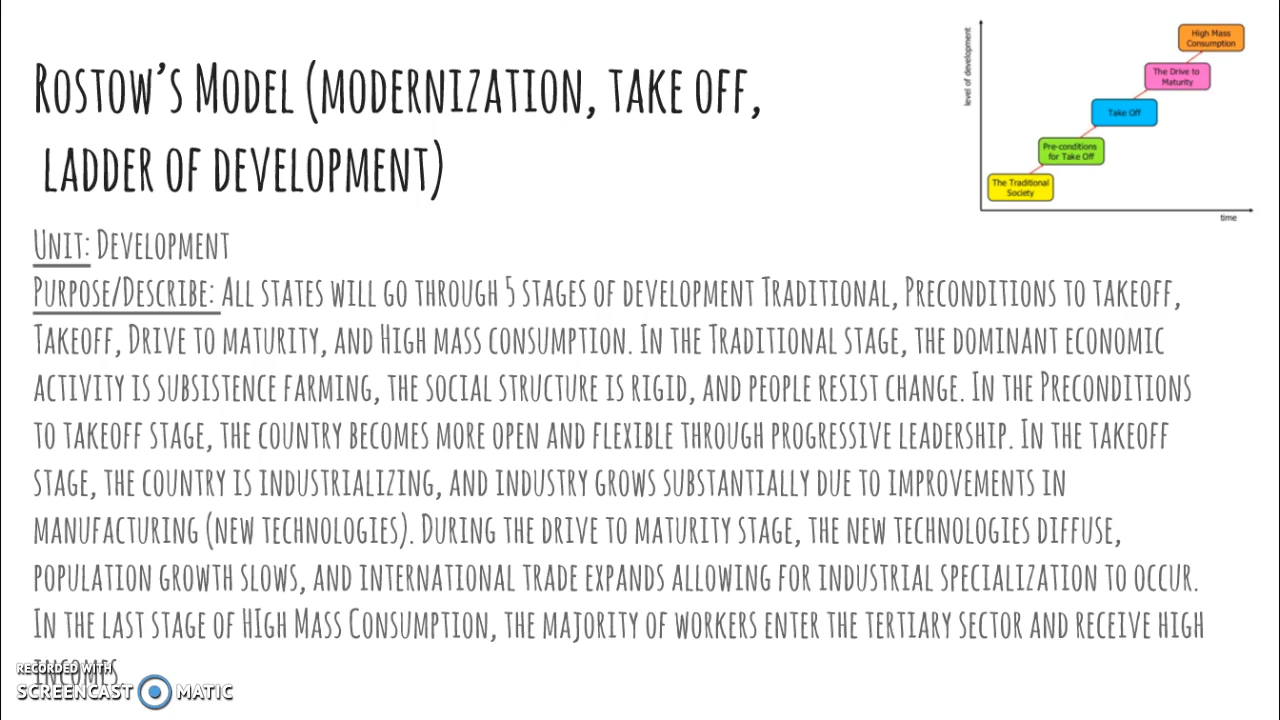 Rostow's Model (modernization, take off,
ladder of development)
Unit: Development
Purpose/Describe: All states will go through 5 stages of development Traditional, Preconditions to takeoff,
Takeoff, Drive to maturity, and High mass consumption. In the Traditional stage, the dominant economic
activity is subsistence farming, the social structure is rigid, and people resist change. In the Preconditions
to takeoff stage, the country becomes more open and flexible through progressive leadership. In the takeoff
stage, the country is industrializing, and industry grows substantially due to improvements in
manufacturing (new technologies). During the drive to maturity stage, the new technologies diffuse,
population growth slows, and international trade expands allowing for industrial specialization to occur.
In the last stage of HIgh Mass Consumption, the majority of workers enter the tertiary sector and receive high
incomes
level of development
High Mass
Consumption
The Drive to
Maturity
Take Off
Pre-conditions
for Take Off
The Traditional
Society
time
RECORDED WITH
SCREENCAST MATIC